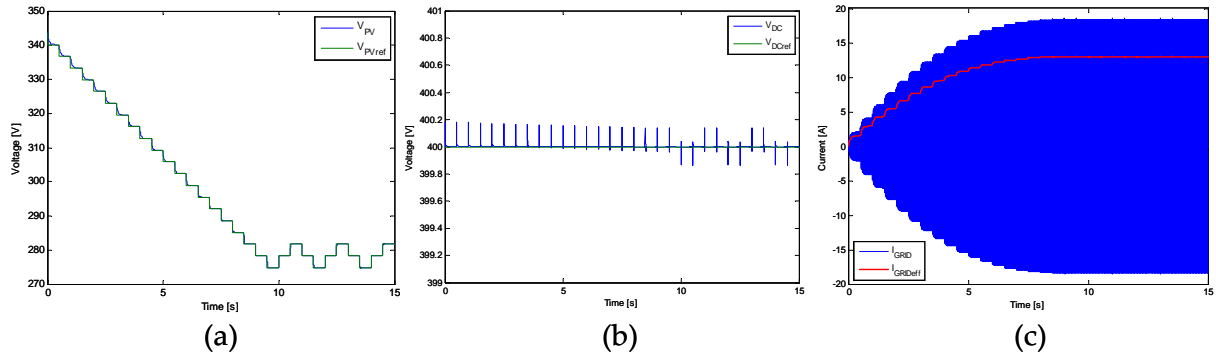 350
340
330
320
310
300
290
280
270
0
5
10
15
Voltage [V]
Time [s]
V_PV
V_PVref
(a)
401
400.8
400.6
400.4
400.2
400
399.8
399.6
399.4
399.2
399
0
5
10
15
Voltage [V]
Time [s]
V_DC
V_DCref
(b)
20
15
10
5
0
-5
-10
-15
-20
0
5
10
15
Current [A]
Time [s]
I_GRID
I_GRIDeff
(c)